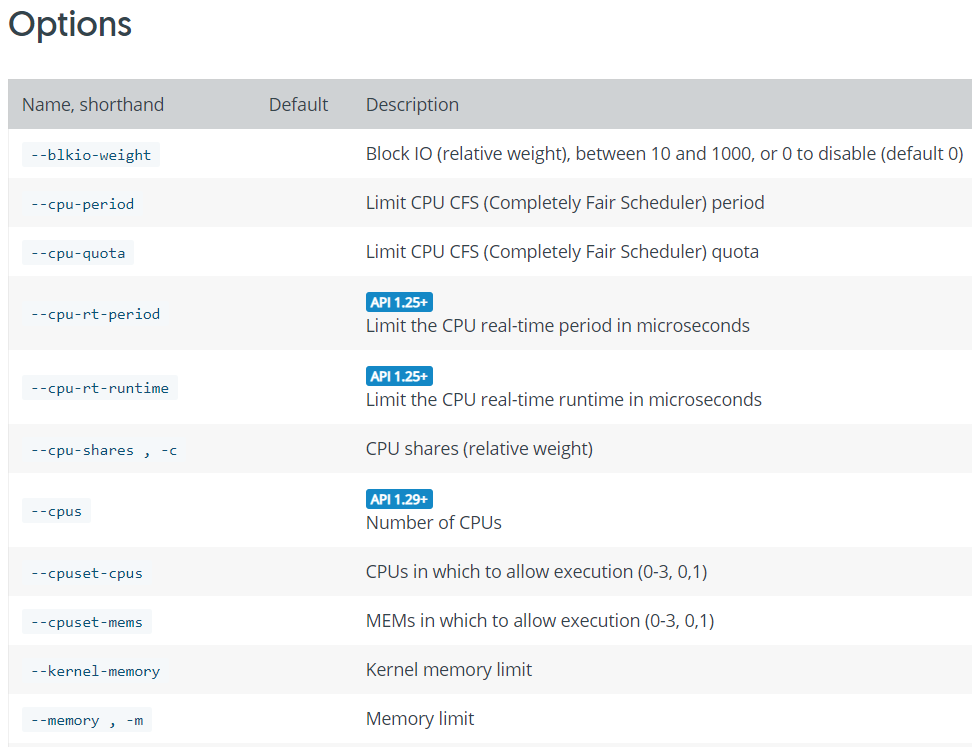 Options
Name, shorthand Default Description
--blkio-weight Block IO (relative weight), between 10 and 1000, or 0 to disable (default 0)
--cpu-period Limit CPU CFS (Completely Fair Scheduler) period
--cpu-quota Limit CPU CFS (Completely Fair Scheduler) quota
API 1.25+
--cpu-rt-period Limit the CPU real-time period in microseconds
API 1.25+
--cpu-rt-runtime Limit the CPU real-time runtime in microseconds
--cpu-shares , -c CPU shares (relative weight)
API 1.29+
--cpus Number of CPUs
--cpuset-cpus CPUs in which to allow execution (0-3, 0,1)
--cpuset-mems MEMs in which to allow execution (0-3, 0,1)
--kernel-memory Kernel memory limit
--memory , -m Memory limit